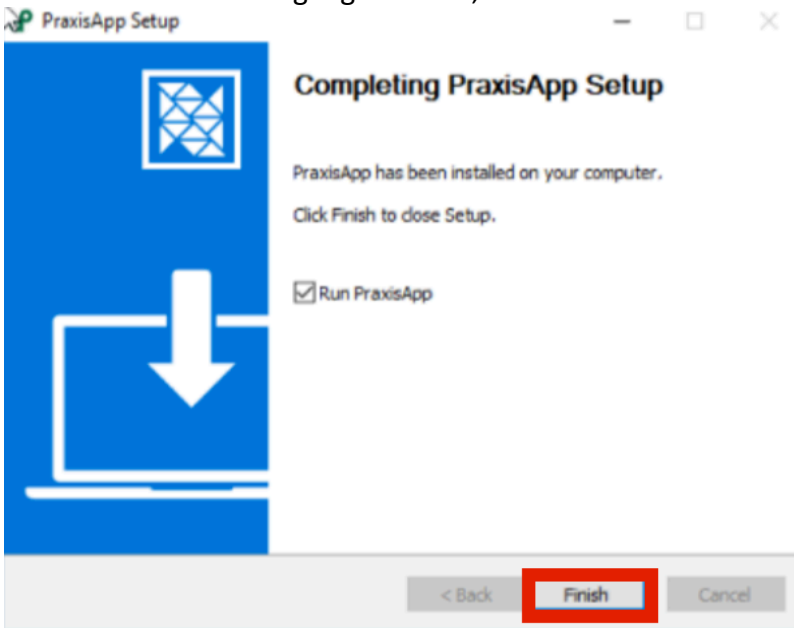 PraxisApp Setup
Completing PraxisApp Setup
PraxisApp has been installed on your computer.
Click Finish to close Setup.
Run PraxisApp
< Back Finish Cancel